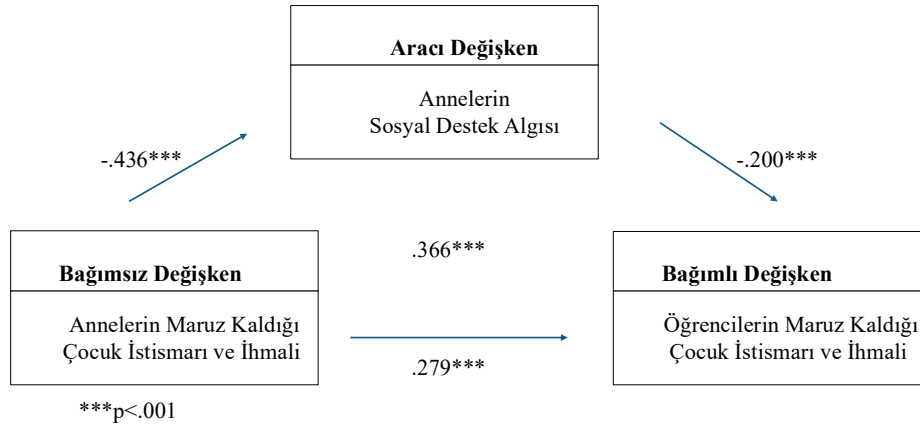 Aracı Değişken
Annelerin
Sosyal Destek Algısı
-.436***
-.200***
.366***
Bağımsız Değişken
Annelerin Maruz Kaldığı
Çocuk İstismarı ve İhmali
.279***
Bağımlı Değişken
Öğrencilerin Maruz Kaldığı
Çocuk İstismarı ve İhmali
***p<.001